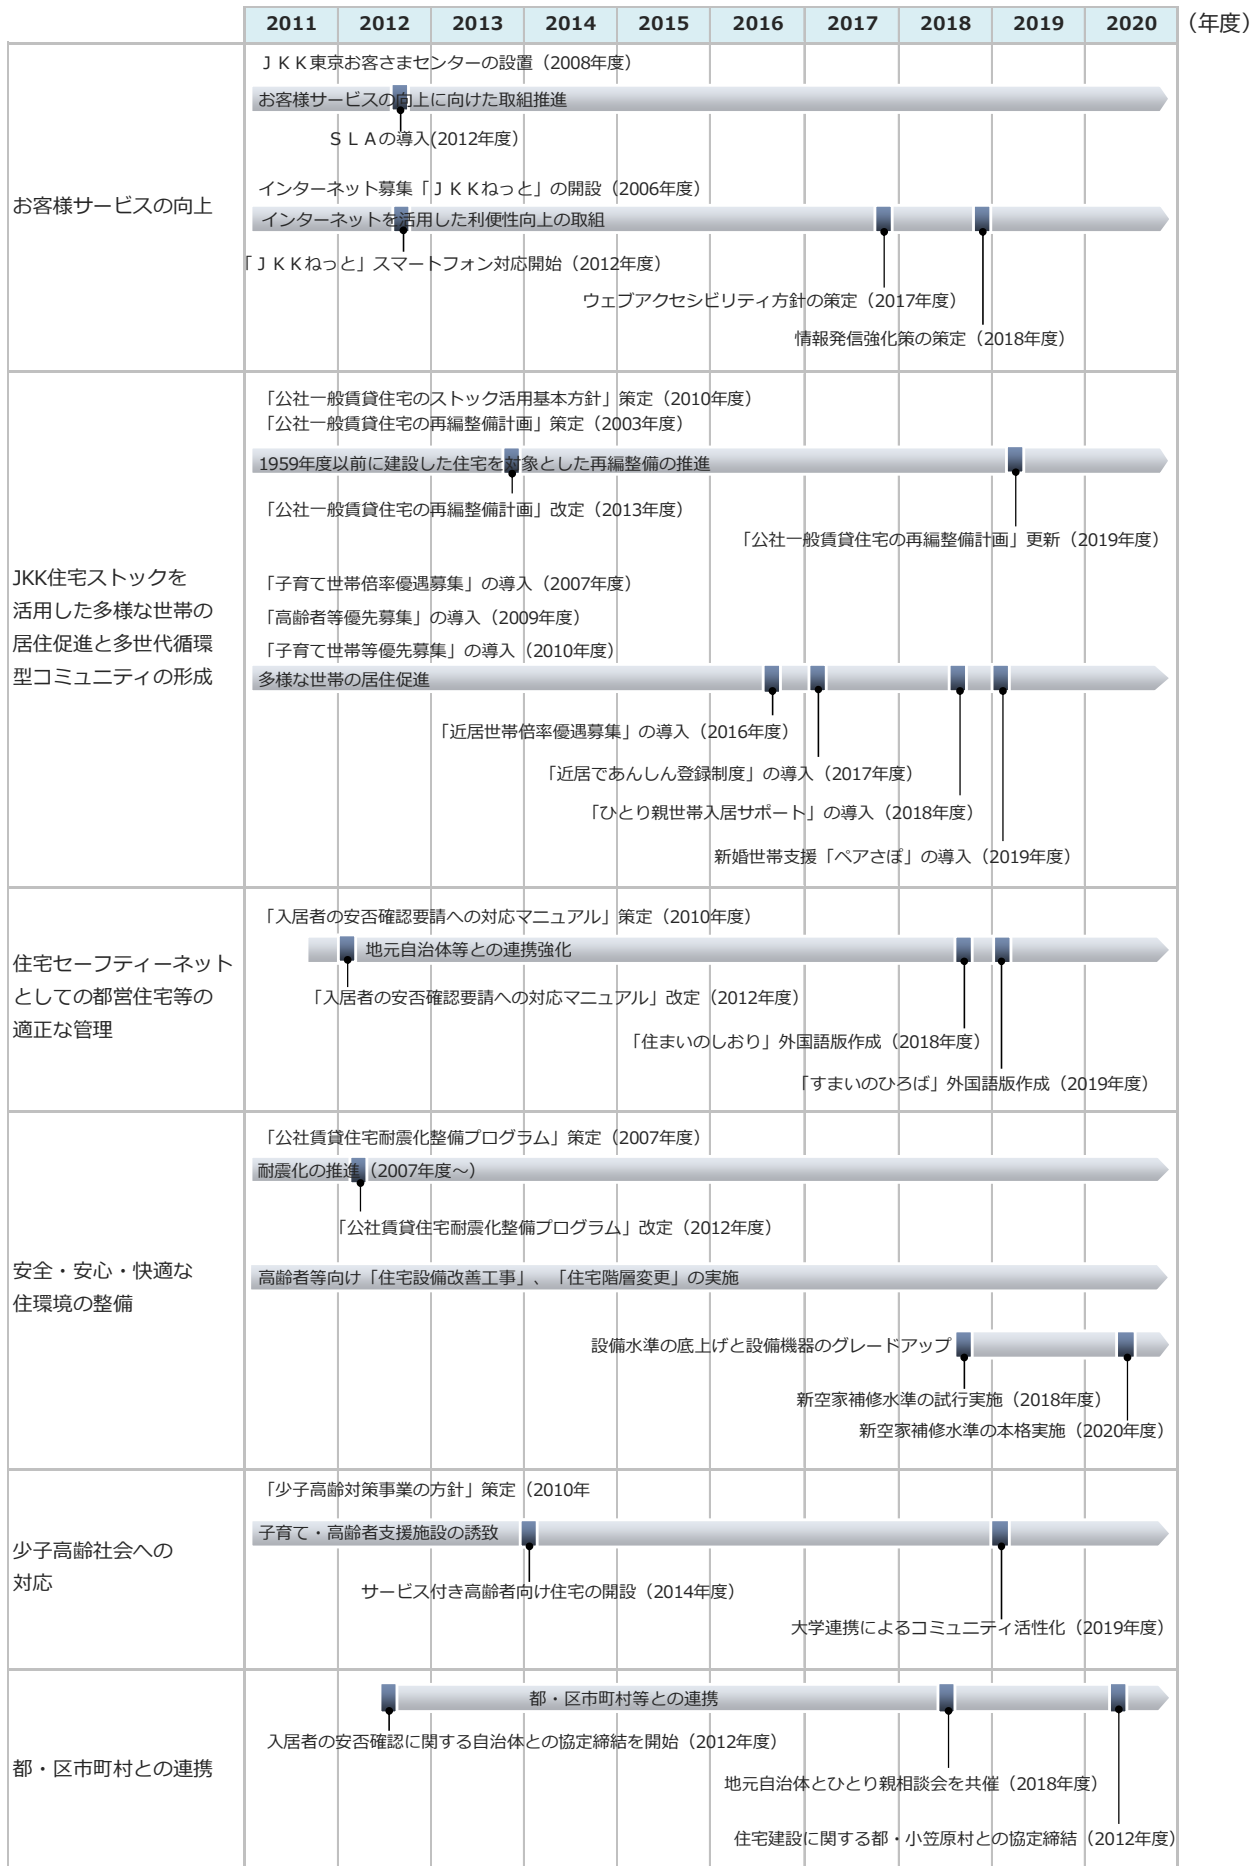 2011 2012 2013 2014 2015 2016 2017 2018 2019 2020 （年度）
お客様サービスの向上
ＪＫＫ東京お客さまセンターの設置（2008年度）
お客様サービスの向上に向けた取組推進
ＳＬＡの導入(2012年度）
インターネット募集「ＪＫＫねっと」の開設（2006年度）
インターネットを活用した利便性向上の取組
「ＪＫＫねっと」スマートフォン対応開始（2012年度）
ウェブアクセシビリティ方針の策定（2017年度）
情報発信強化策の策定（2018年度）
JKK住宅ストックを
活用した多様な世帯の
居住促進と多世代循環
型コミュニティの形成
「公社一般賃貸住宅のストック活用基本方針」策定（2010年度）
「公社一般賃貸住宅の再編整備計画」策定（2003年度）
1959年度以前に建設した住宅を対象とした再編整備の推進
「公社一般賃貸住宅の再編整備計画」改定（2013年度）
「公社一般賃貸住宅の再編整備計画」更新（2019年度）
「子育て世帯倍率優遇募集」の導入（2007年度）
「高齢者等優先募集」の導入（2009年度）
「子育て世帯等優先募集」の導入（2010年度）
多様な世帯の居住促進
「近居世帯倍率優遇募集」の導入（2016年度）
「近居であんしん登録制度」の導入（2017年度）
「ひとり親世帯入居サポート」の導入（2018年度）
新婚世帯支援「ペアさぽ」の導入（2019年度）
住宅セーフティーネット
としての都営住宅等の
適正な管理
「入居者の安否確認要請への対応マニュアル」策定（2010年度）
地元自治体等との連携強化
「入居者の安否確認要請への対応マニュアル」改定（2012年度）
「住まいのしおり」外国語版作成（2018年度）
「すまいのひろば」外国語版作成（2019年度）
安全・安心・快適な
住環境の整備
「公社賃貸住宅耐震化整備プログラム」策定（2007年度）
耐震化の推進（2007年度～）
「公社賃貸住宅耐震化整備プログラム」改定（2012年度）
高齢者等向け「住宅設備改善工事」、「住宅階層変更」の実施
設備水準の底上げと設備機器のグレードアップ
新空家補修水準の試行実施（2018年度）
新空家補修水準の本格実施（2020年度）
少子高齢社会への
対応
「少子高齢対策事業の方針」策定（2010年
子育て・高齢者支援施設の誘致
サービス付き高齢者向け住宅の開設（2014年度）
大学連携によるコミュニティ活性化（2019年度）
都・区市町村との連携
都・区市町村等との連携
入居者の安否確認に関する自治体との協定締結を開始（2012年度）
地元自治体とひとり親相談会を共催（2018年度）
住宅建設に関する都・小笠原村との協定締結（2012年度）